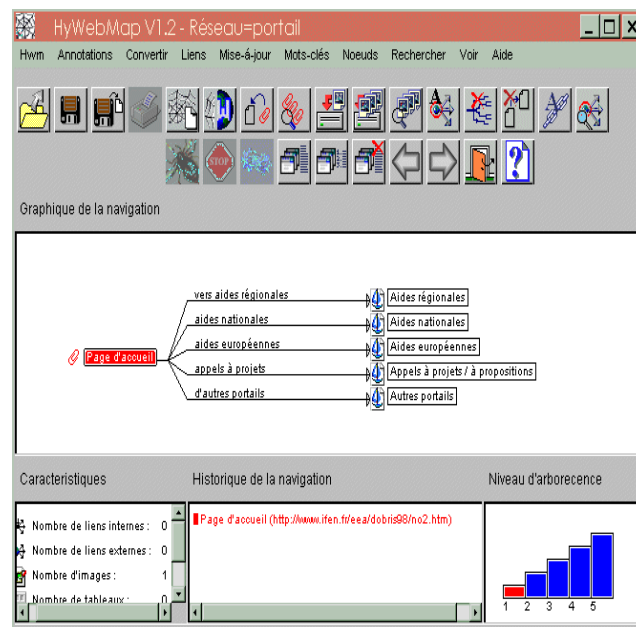 HyWebMap V1.2 - Réseau=portail
Hwm Annotations Convertir Liens Mise-á-jour Mots-clés Noeuds Rechercher Voir Aide
STOP
Graphique de la navigation
vers aides régionales
Aides régionales
aides nationales
Aides nationales
aides européennes
Aides européennes
Page d'accueil
appels à projets
Appels à projets / à propositions
d'autres portails
Autres portails
Caracteristiques
Nombre de liens internes : 0
Nombre de liens externes : 0
Nombre d'images : 1
Nombre de tableaux : 0
Historique de la navigation
Page d'accueil (http://www.ifen.fr/eea/dobris98/no2.htm)
Niveau d'arborecence
1 2 3 4 5